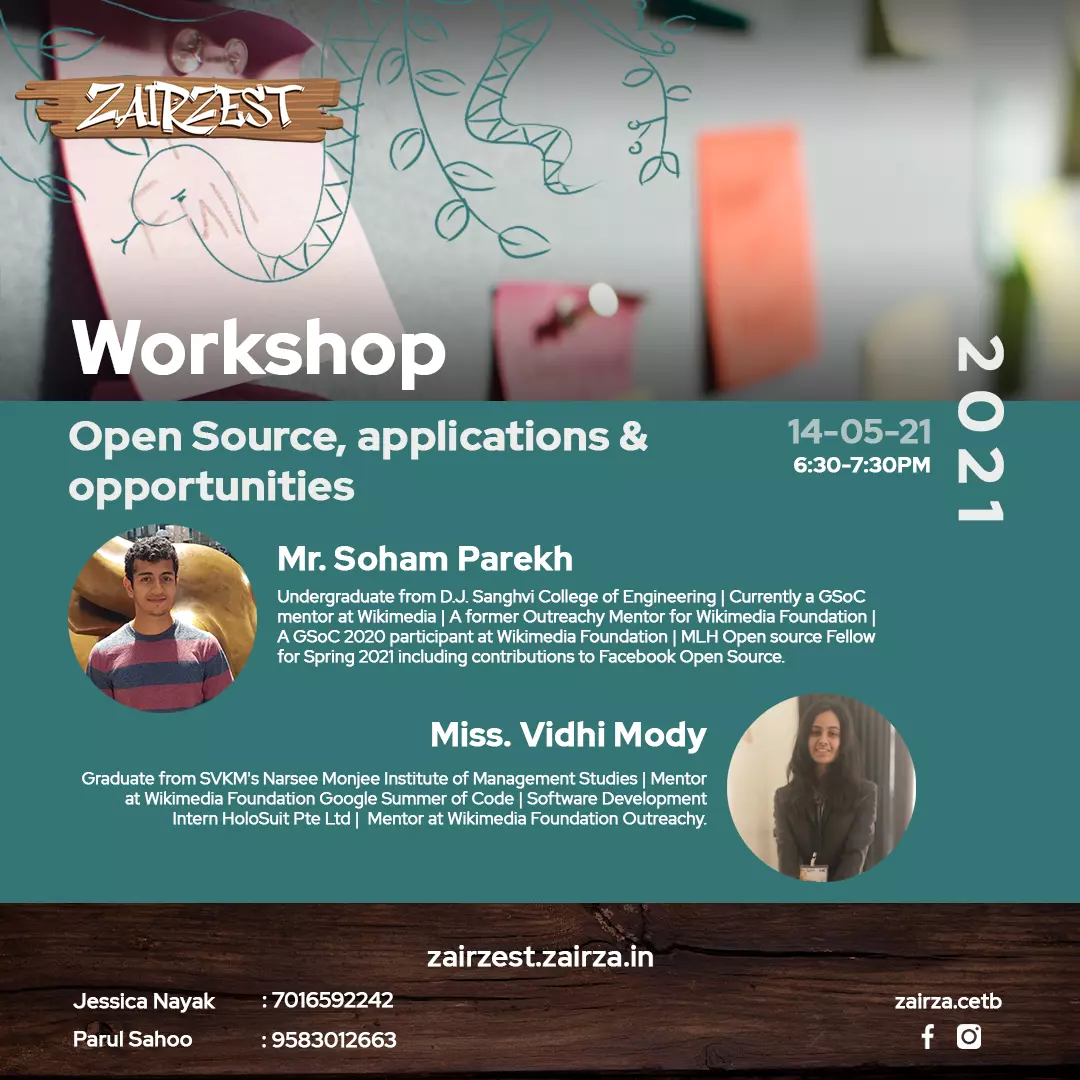 ZAIRZEST
Workshop
2021
Open Source, applications &
opportunities
14-05-21
6:30-7:30PM
Mr. Soham Parekh
Undergraduate from D.J. Sanghvi College of Engineering | Currently a GSoC
mentor at Wikimedia | A former Outreachy Mentor for Wikimedia Foundation |
A GSoC 2020 participant at Wikimedia Foundation | MLH Open source Fellow
for Spring 2021 including contributions to Facebook Open Source.
Miss. Vidhi Mody
Graduate from SVKM's Narsee Monjee Institute of Management Studies | Mentor
at Wikimedia Foundation Google Summer of Code | Software Development
Intern HoloSuit Pte Ltd | Mentor at Wikimedia Foundation Outreachy.
zairzest.zairza.in
Jessica Nayak : 7016592242
Parul Sahoo : 9583012663
zairza.cetb